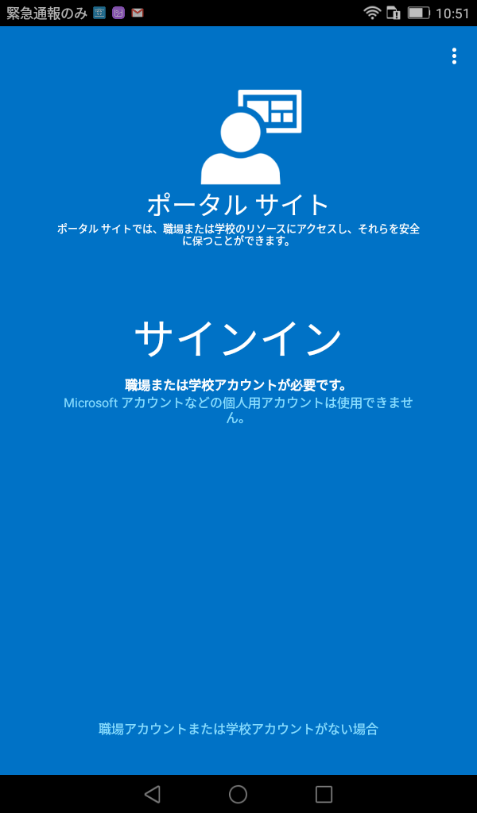 緊急通報のみ 10:51
ポータル サイト
ポータル サイトでは、職場または学校のリソースにアクセスし、それらを安全
に保つことができます。
サインイン
職場または学校アカウントが必要です。
Microsoft アカウントなどの個人用アカウントは使用できませ
ん。
職場アカウントまたは学校アカウントがない場合